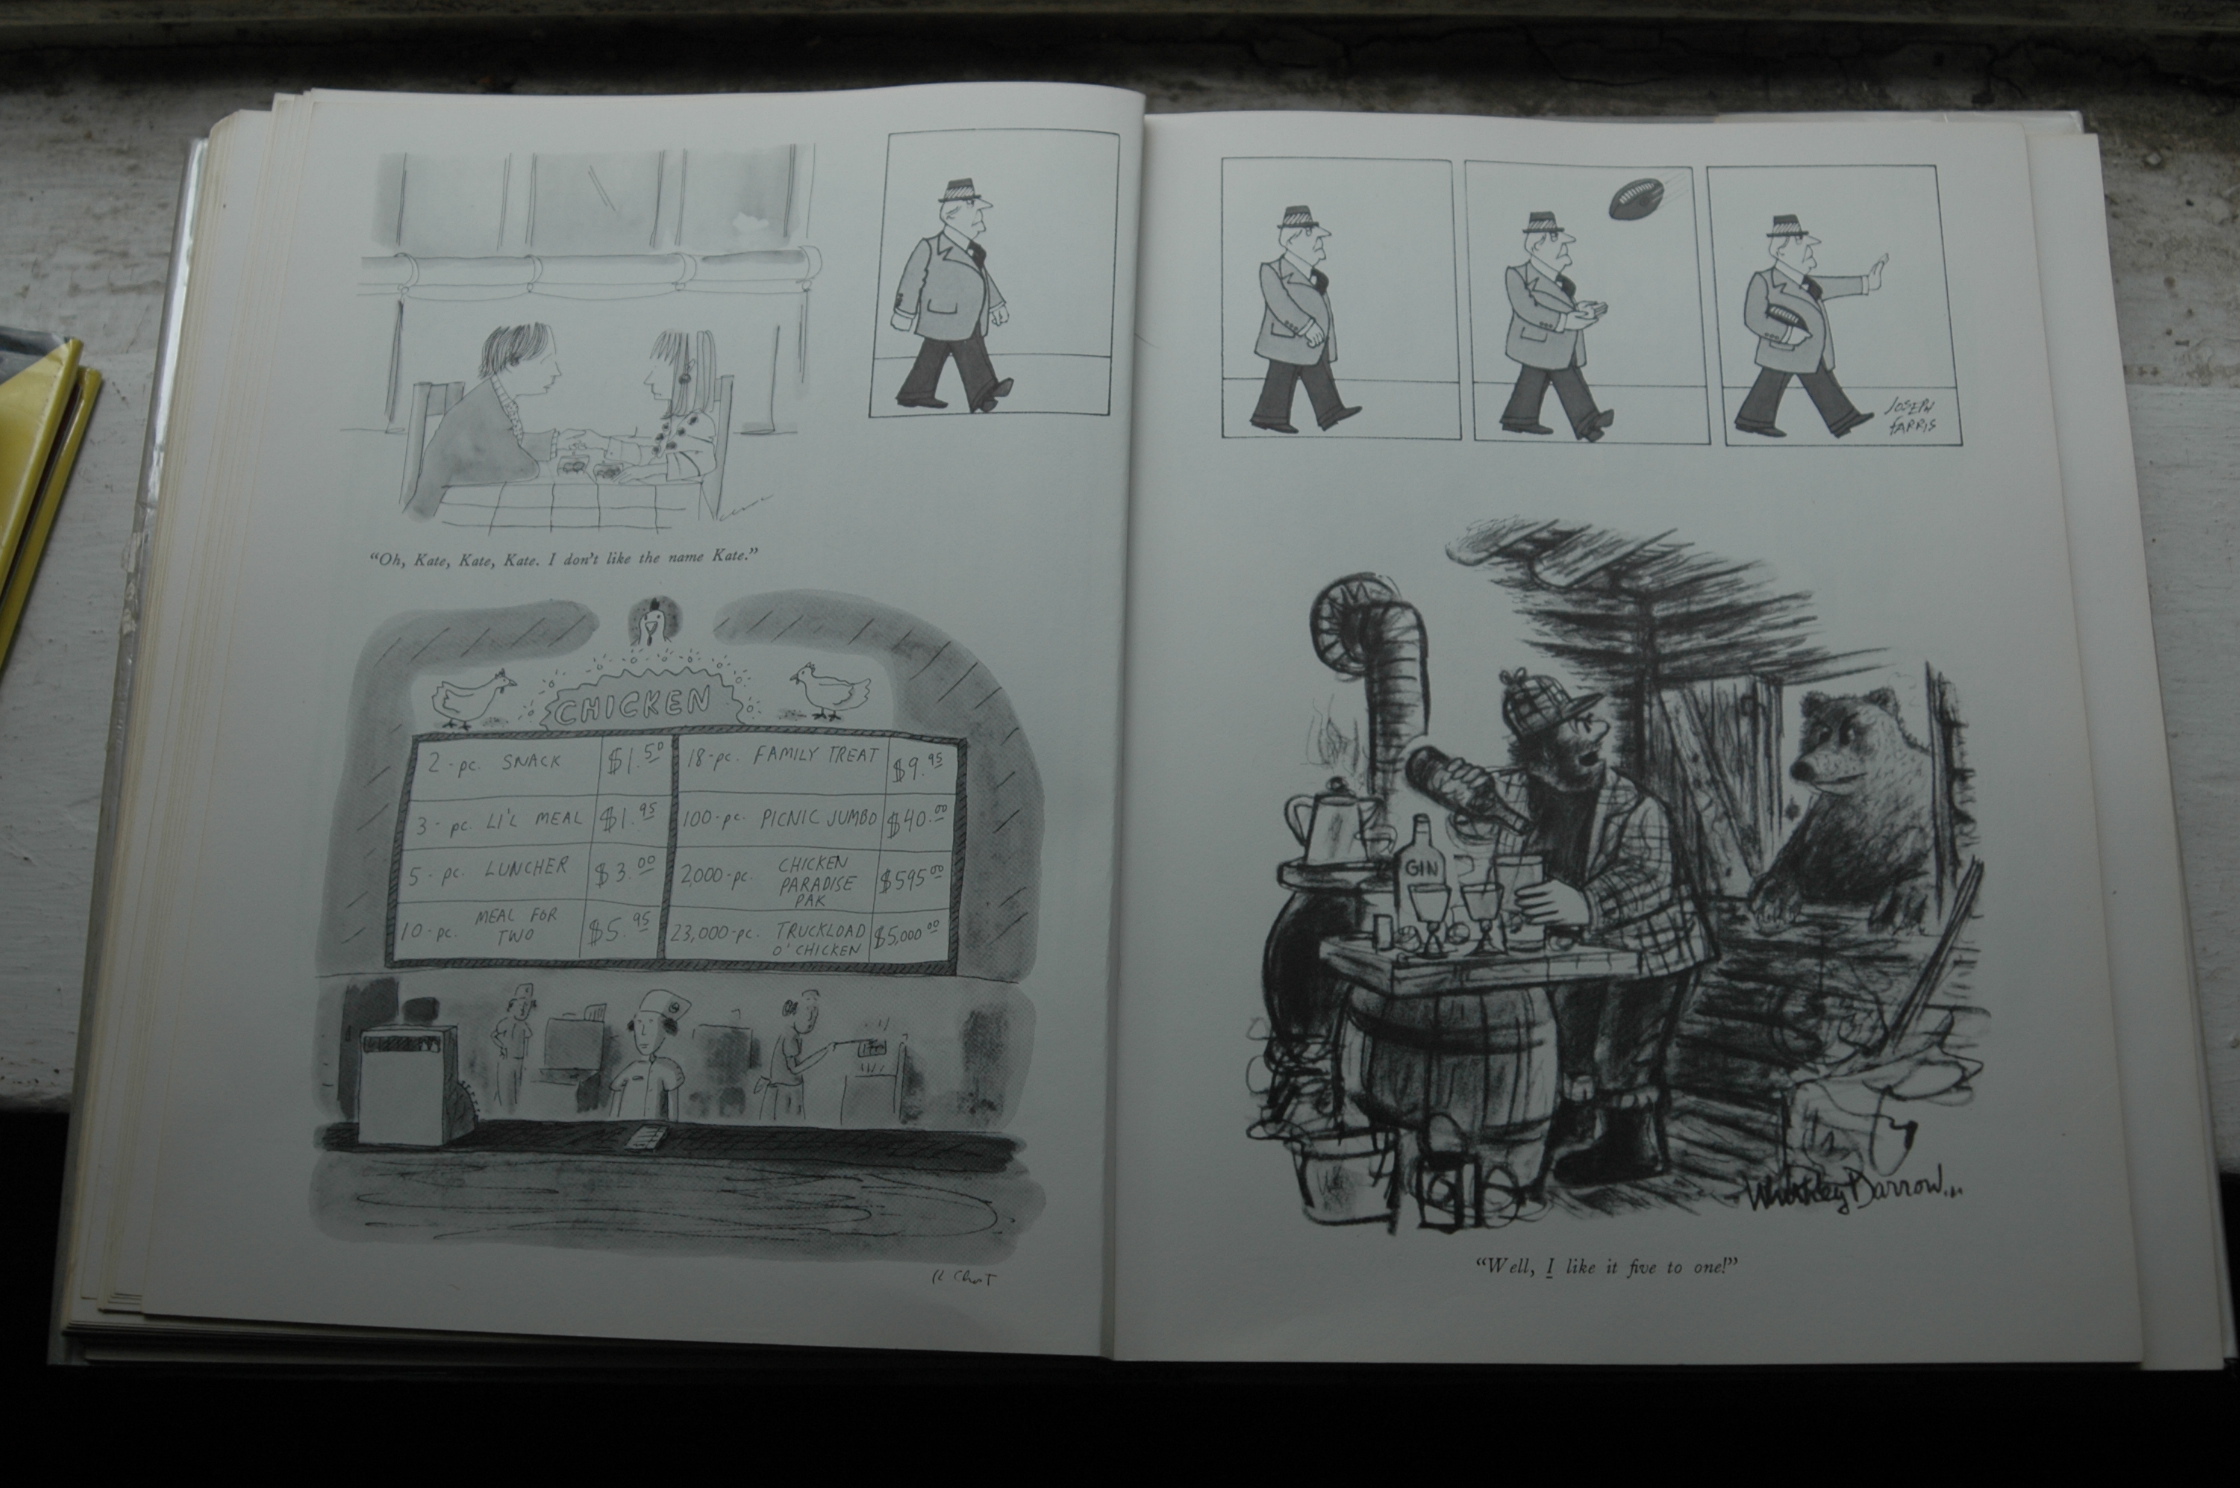 "Oh, Kate, Kate, Kate. I don't like the name Kate."
CHICKEN
2-pc. SNACK $1.50
3-pc. LI'L MEAL $1.95
5-pc. LUNCHER $3.00
10-pc. MEAL FOR TWO $5.95
18-pc. FAMILY TREAT $9.95
100-pc. PICNIC JUMBO $40.00
2,000-pc. CHICKEN PARADISE PAK $595.00
23,000-pc. TRUCKLOAD O' CHICKEN $5,000.00
R. Chast
JOSEPH
FARRIS
GIN
Whitney Darrow Jr.
"Well, I like it five to one!"